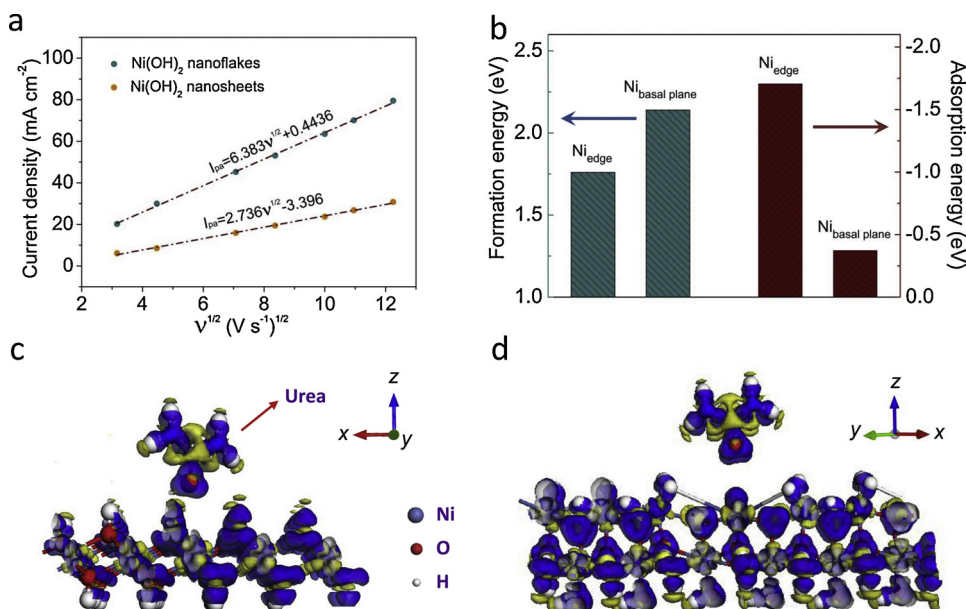 a
Current density (mA cm-2)
100
80
60
40
20
0
Ni(OH)2 nanoflakes
Ni(OH)2 nanosheets
Ipa=6.383ν1/2+0.4436
Ipa=2.736ν1/2-3.396
2 4 6 8 10 12
ν1/2 (V s-1)1/2
b
Formation energy (eV)
2.5
2.0
1.5
1.0
Niedge
Nibasal plane
Niedge
Nibasal plane
-2.0
-1.5
-1.0
-0.5
0.0
Adsorption energy (eV)
c
Urea
z
x
y
Ni
O
H
d
z
y
x